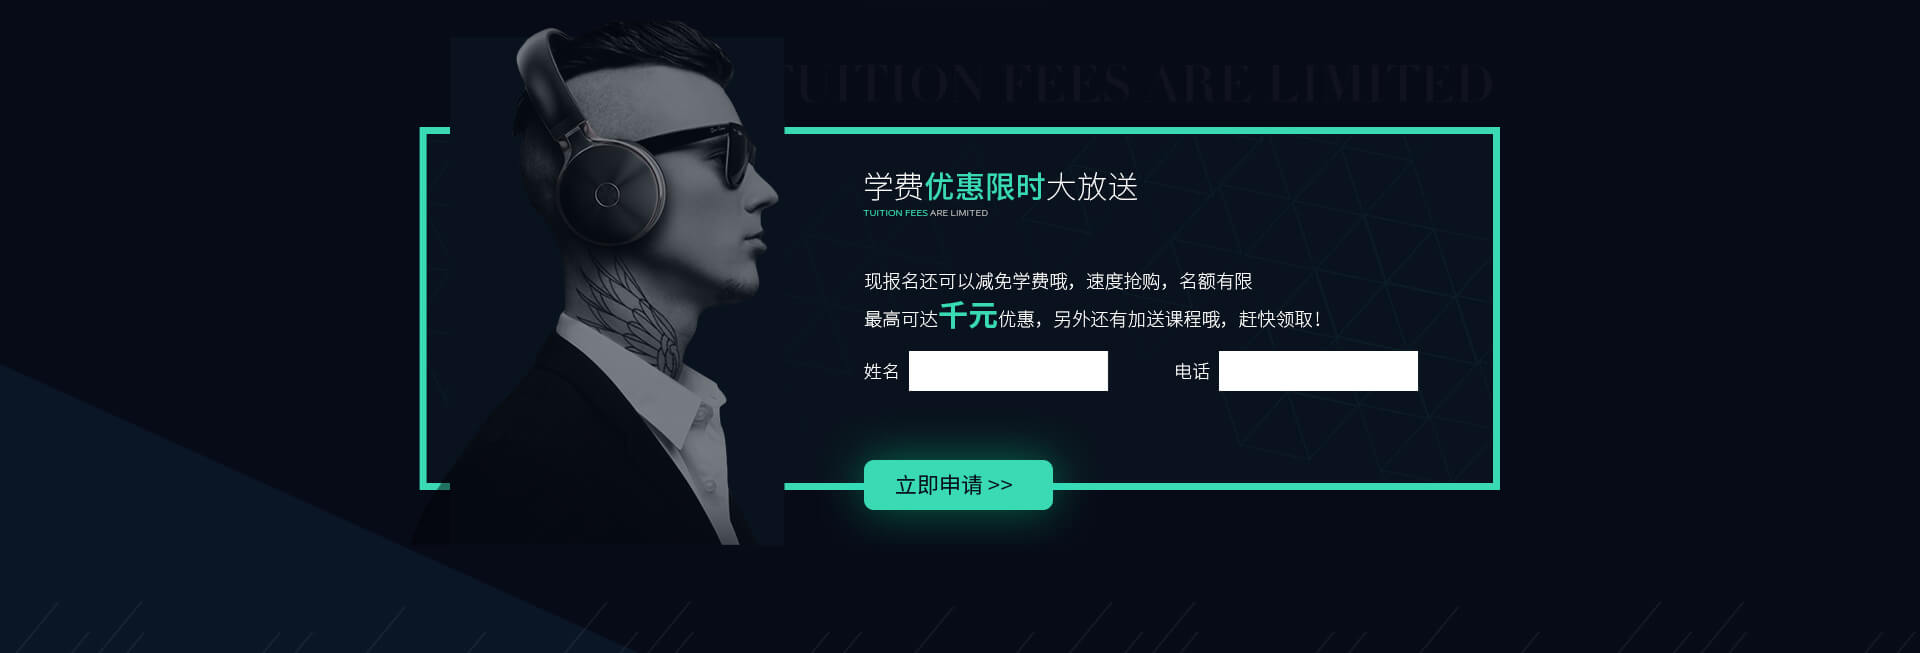 TUITION FEES ARE LIMITED
学费优惠限时大放送
TUITION FEES ARE LIMITED
现报名还可以减免学费哦，速度抢购，名额有限
最高可达千元优惠，另外还有加送课程哦，赶快领取！
姓名 电话
立即申请 >>